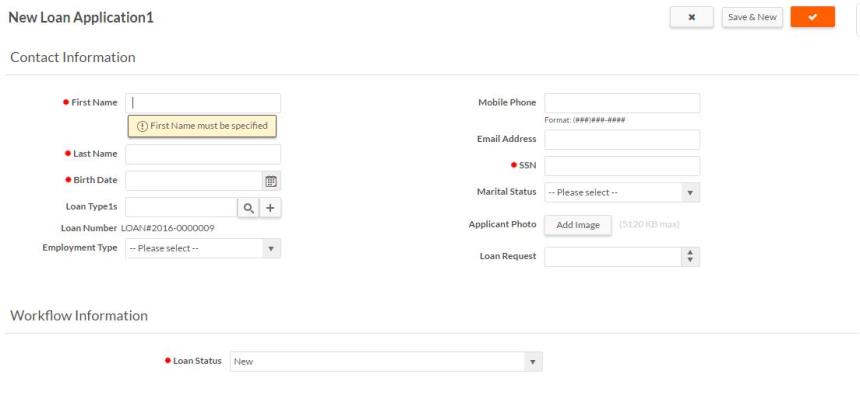 New Loan Application1
Save & New
Contact Information
First Name
First Name must be specified
Last Name
Birth Date
Loan Type1s
Loan Number LOAN#2016-0000009
Employment Type -- Please select --
Mobile Phone
Format: (###)###-####
Email Address
SSN
Marital Status -- Please select --
Applicant Photo Add Image (5120 KB max)
Loan Request
Workflow Information
Loan Status New